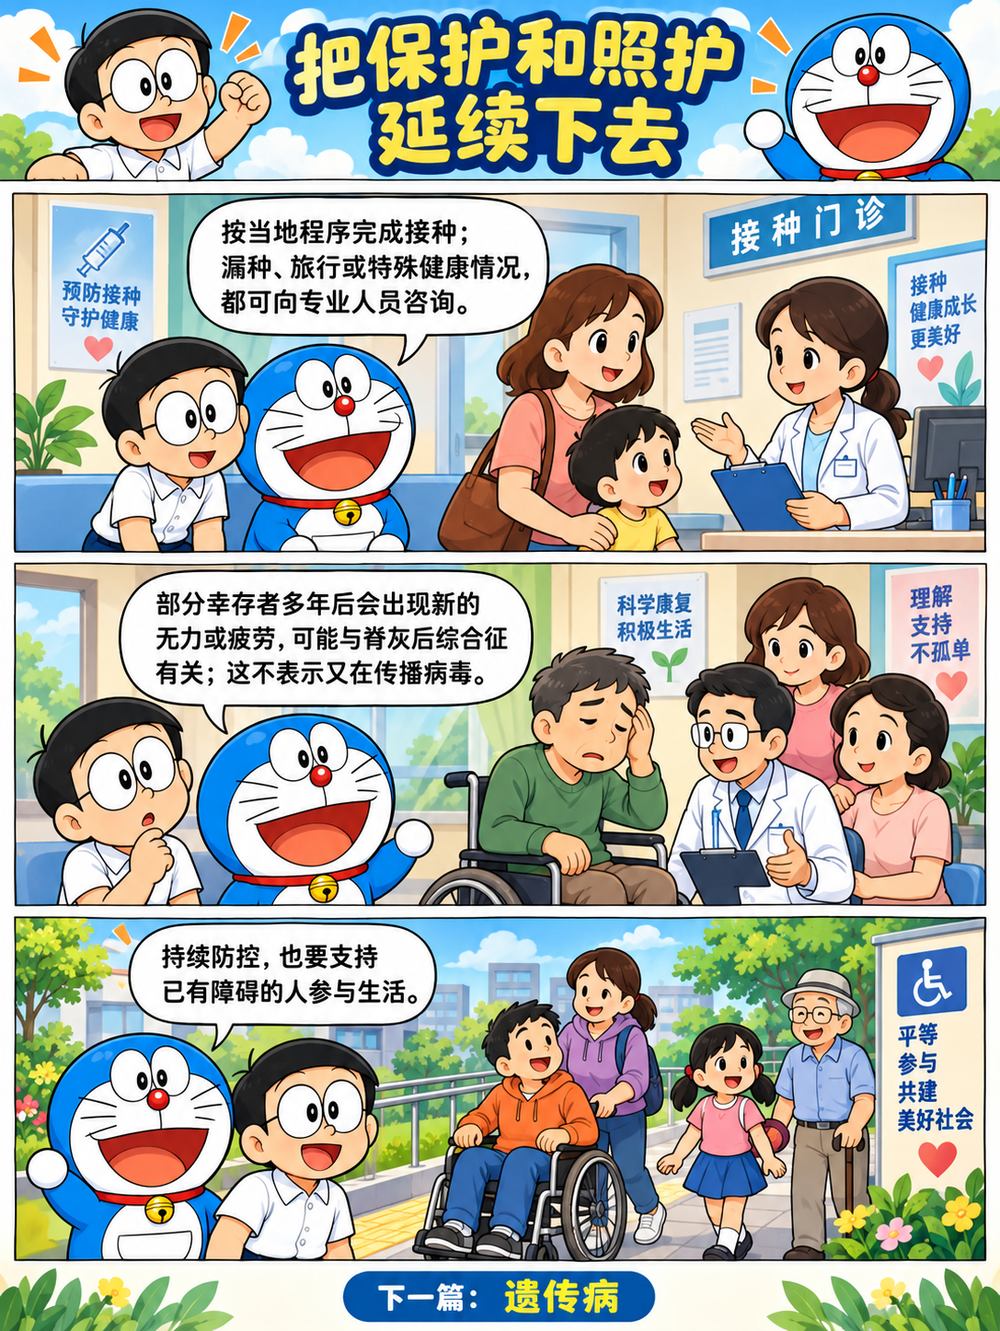 把保护和照护
延续下去
按当地程序完成接种；
漏种、旅行或特殊健康情况，
都可向专业人员咨询。
预防接种
守护健康
接种门诊
接种
健康成长
更美好
部分幸存者多年后会出现新的
无力或疲劳，可能与脊灰后综合征
有关；这不表示又在传播病毒。
科学康复
积极生活
理解
支持
不孤单
持续防控，也要支持
已有障碍的人参与生活。
平等
参与
共建
美好社会
下一篇：遗传病